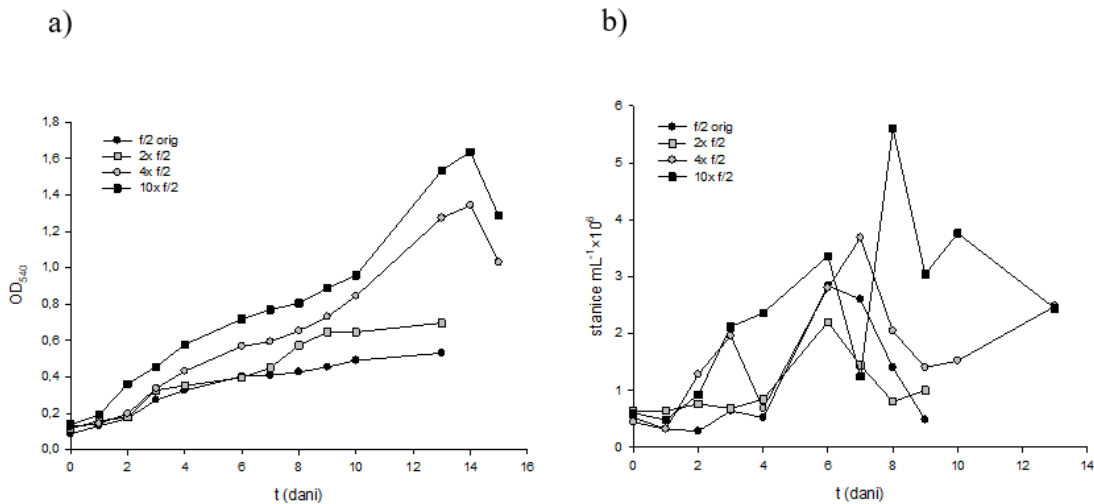 a)
1,8
1,6
1,4
1,2
1,0
0,8
0,6
0,4
0,2
0,0
OD540
f/2 orig
2x f/2
4x f/2
10x f/2
0 2 4 6 8 10 12 14 16
t (dani)
b)
6
5
4
3
2
1
0
stanice mL⁻¹×10⁶
f/2 orig
2x f/2
4x f/2
10x f/2
0 2 4 6 8 10 13 14
t (dani)